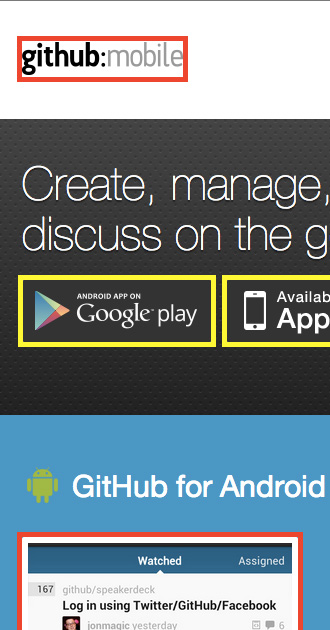 github:mobile
Create, manage,
discuss on the g
ANDROID APP ON
Google play
Availab
App
GitHub for Android
Watched
Assigned
167
github/speakerdeck
Log in using Twitter/GitHub/Facebook
jonmagic yesterday
6